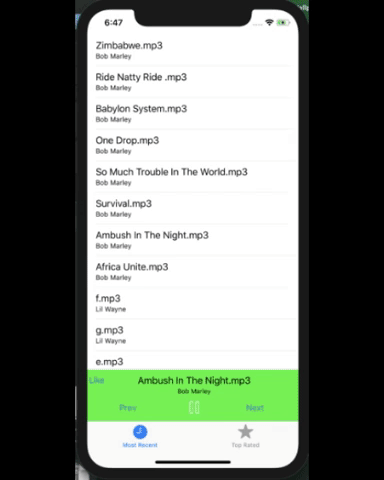 6:47
Zimbabwe.mp3
Bob Marley
Ride Natty Ride .mp3
Bob Marley
Babylon System.mp3
Bob Marley
One Drop.mp3
Bob Marley
So Much Trouble In The World.mp3
Bob Marley
Survival.mp3
Bob Marley
Ambush In The Night.mp3
Bob Marley
Africa Unite.mp3
Bob Marley
f.mp3
Lil Wayne
g.mp3
Lil Wayne
e.mp3
Like
Ambush In The Night.mp3
Bob Marley
Prev
Next
Most Recent
Top Rated